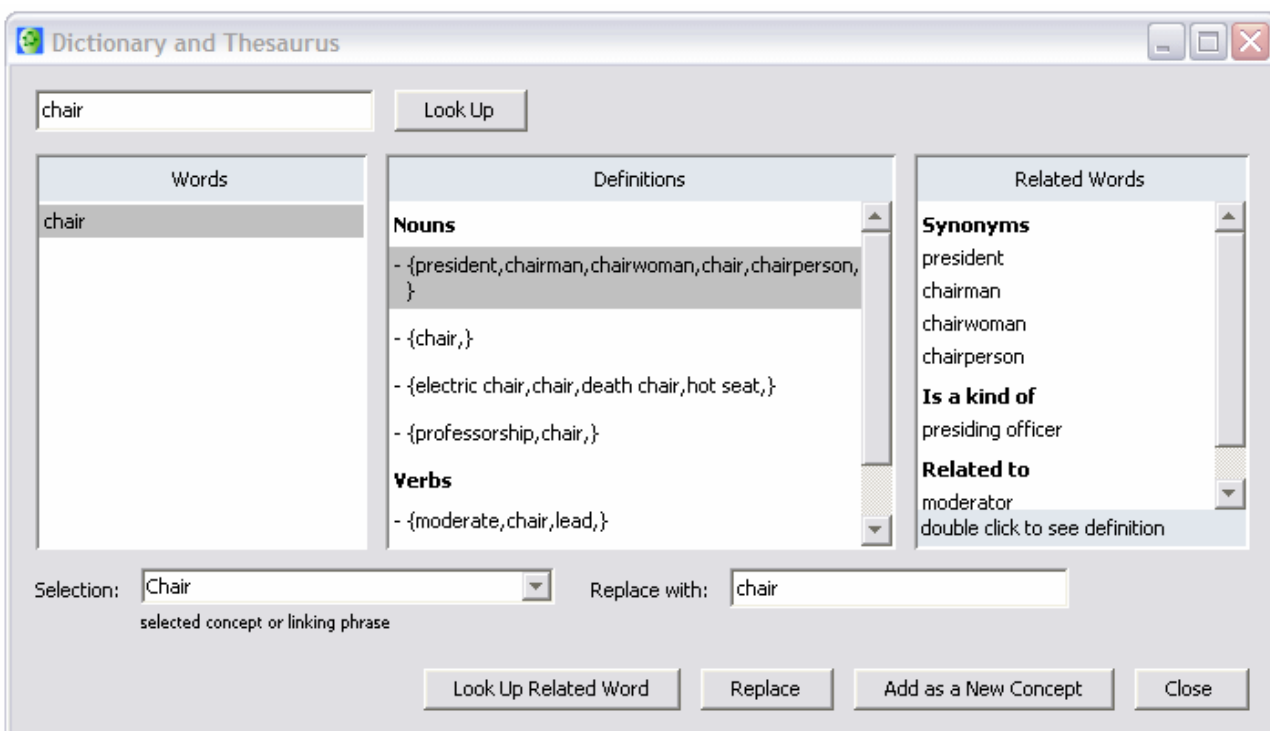 Dictionary and Thesaurus
chair
Look Up
Words
chair
Definitions
Nouns
- {president,chairman,chairwoman,chair,chairperson,
}
- {chair,}
- {electric chair,chair,death chair,hot seat,}
- {professorship,chair,}
Verbs
- {moderate,chair,lead,}
Related Words
Synonyms
president
chairman
chairwoman
chairperson
Is a kind of
presiding officer
Related to
moderator
double click to see definition
Selection: Chair
Replace with: chair
selected concept or linking phrase
Look Up Related Word
Replace
Add as a New Concept
Close